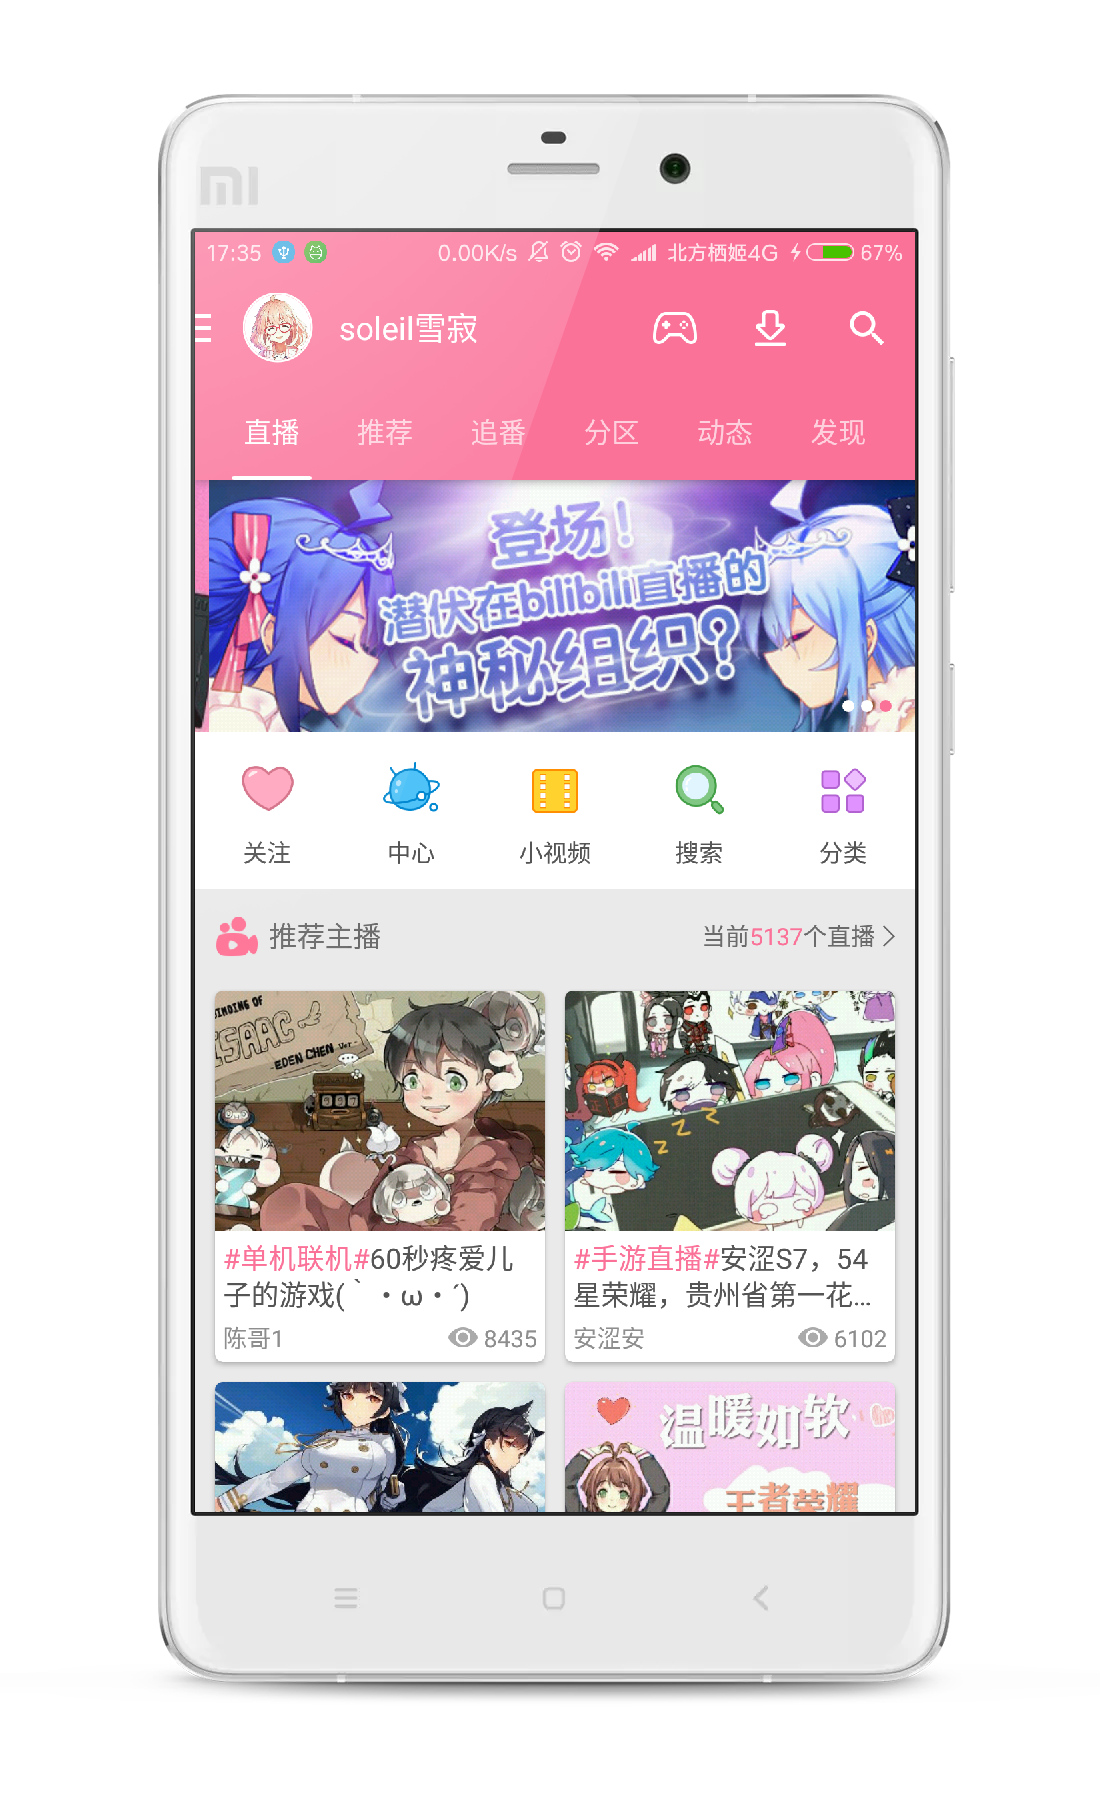 mi
17:35 0.00K/s 北方栖姬4G 67%
soleil雪寂
直播 推荐 追番 分区 动态 发现
登场！
潜伏在bilibili直播的
神秘组织？
关注 中心 小视频 搜索 分类
推荐主播 当前5137个直播
BINDING OF
ISAAC
-EDEN CHEN Ver.-
#单机联机#60秒疼爱儿
子的游戏(｀・ω・´)
陈哥1 8435
ZZZ
#手游直播#安涩S7，54
星荣耀，贵州省第一花...
安涩安 6102
温暖如软
王者荣耀